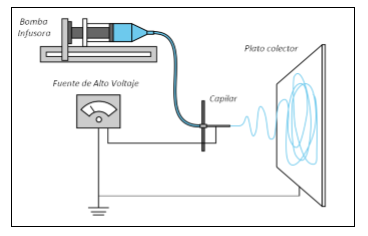 Bomba
Infusora
Plato colector
Fuente de Alto Voltaje
Capilar